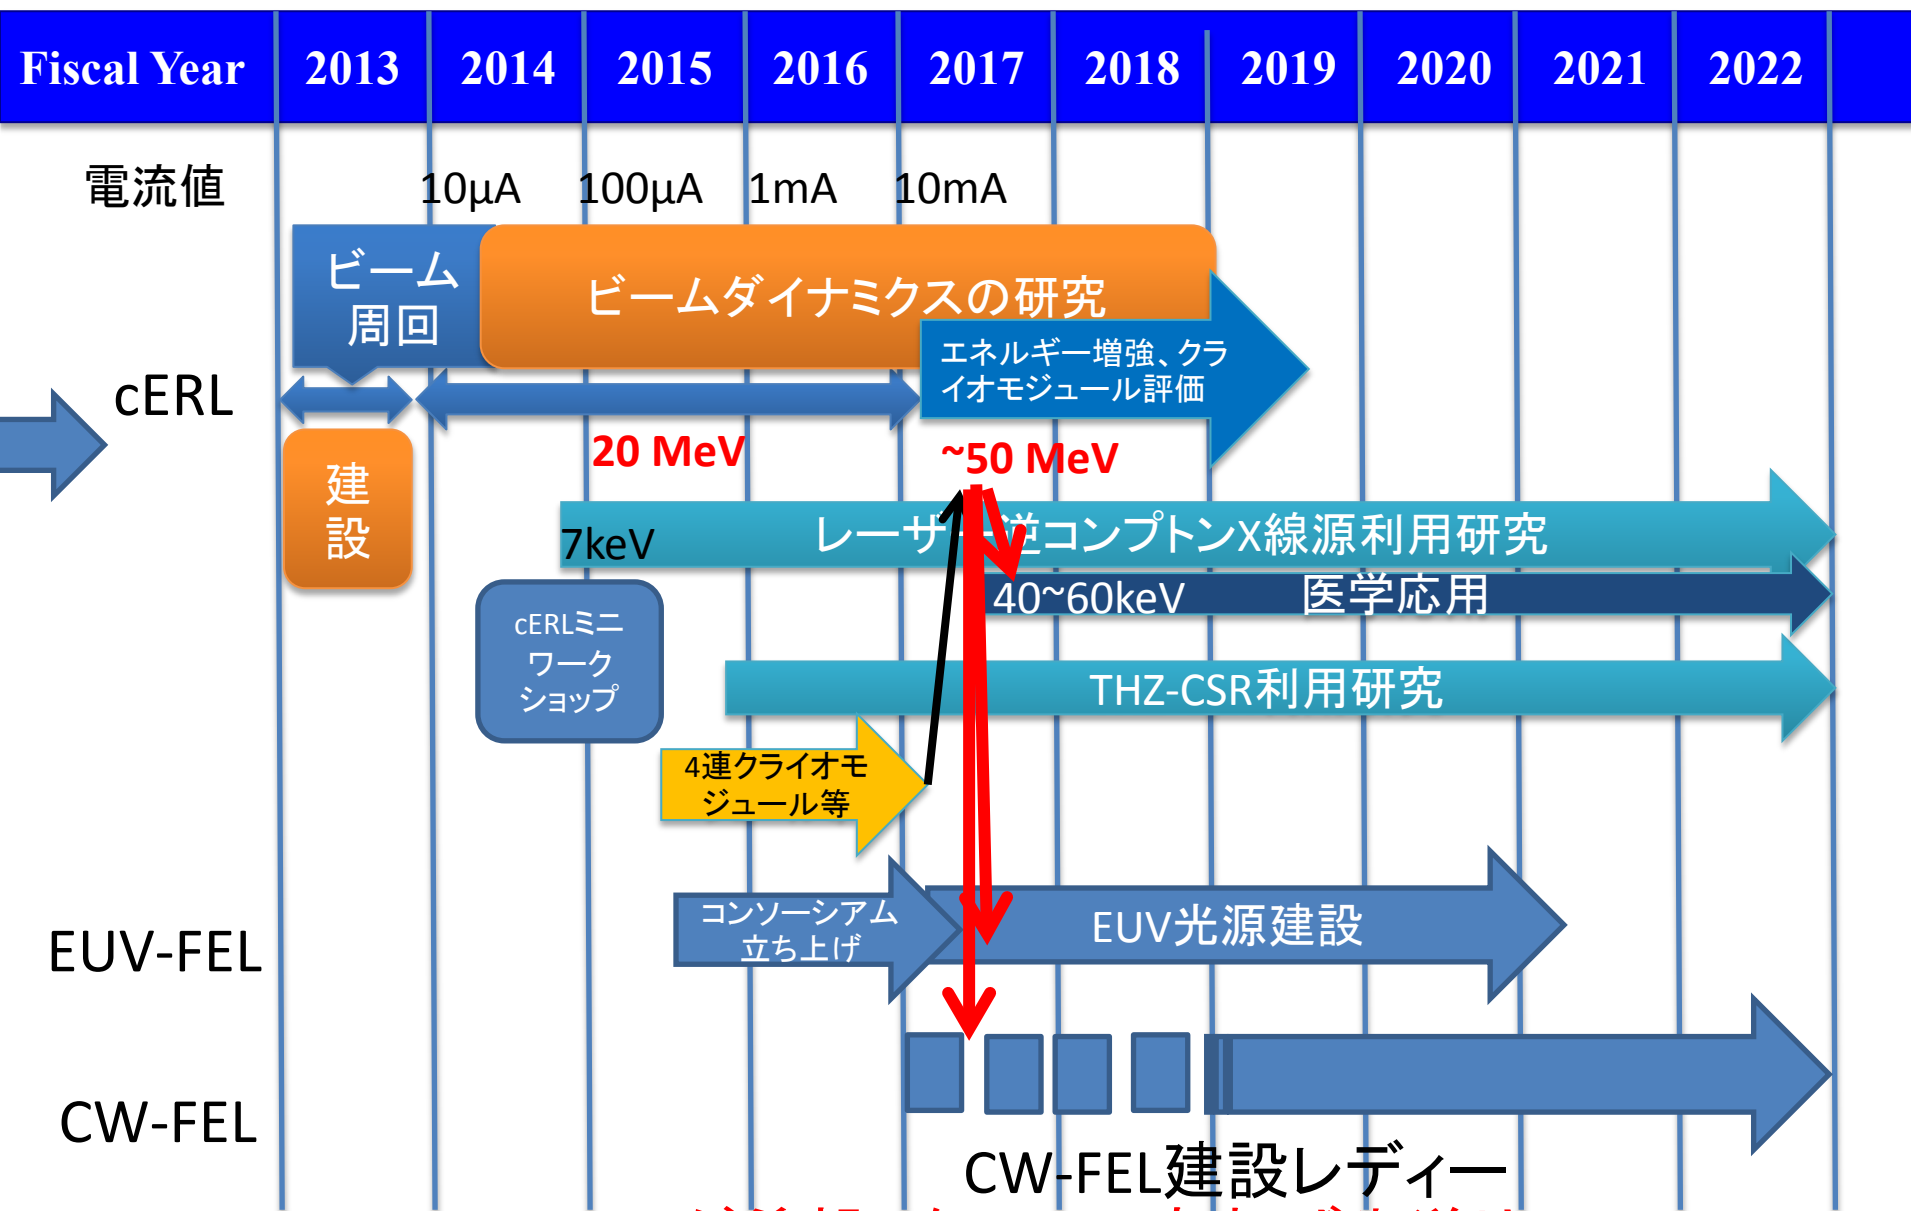 Fiscal Year 2013 2014 2015 2016 2017 2018 2019 2020 2021 2022
電流値 10μA 100μA 1mA 10mA
ビーム
周回
ビームダイナミクスの研究
エネルギー増強、クラ
イオモジュール評価
cERL
20 MeV
~50 MeV
建
設
7keV
レーザー逆コンプトンX線源利用研究
40~60keV 医学応用
cERLミニ
ワーク
ショップ
THZ-CSR利用研究
4連クライオモ
ジュール等
コンソーシアム
立ち上げ
EUV光源建設
EUV-FEL
CW-FEL
CW-FEL建設レディー